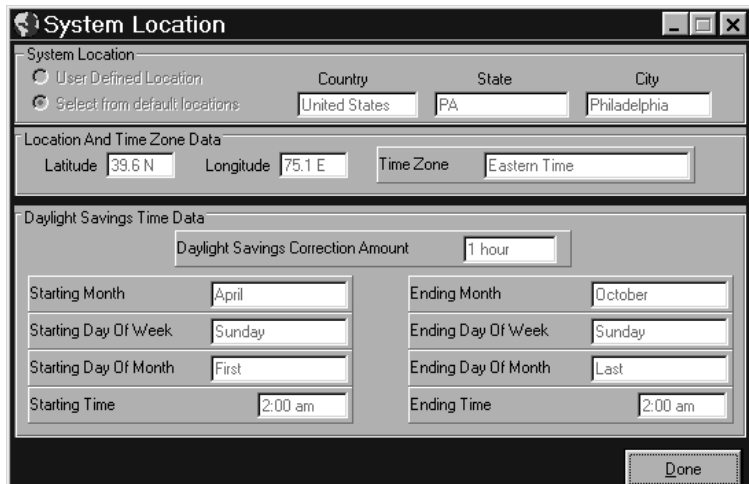 System Location
System Location
User Defined Location
Select from default locations
Country
State
City
United States
PA
Philadelphia
Location And Time Zone Data
Latitude 39.6 N
Longitude 75.1 E
Time Zone Eastern Time
Daylight Savings Time Data
Daylight Savings Correction Amount 1 hour
Starting Month April
Ending Month October
Starting Day Of Week Sunday
Ending Day Of Week Sunday
Starting Day Of Month First
Ending Day Of Month Last
Starting Time 2:00 am
Ending Time 2:00 am
Done